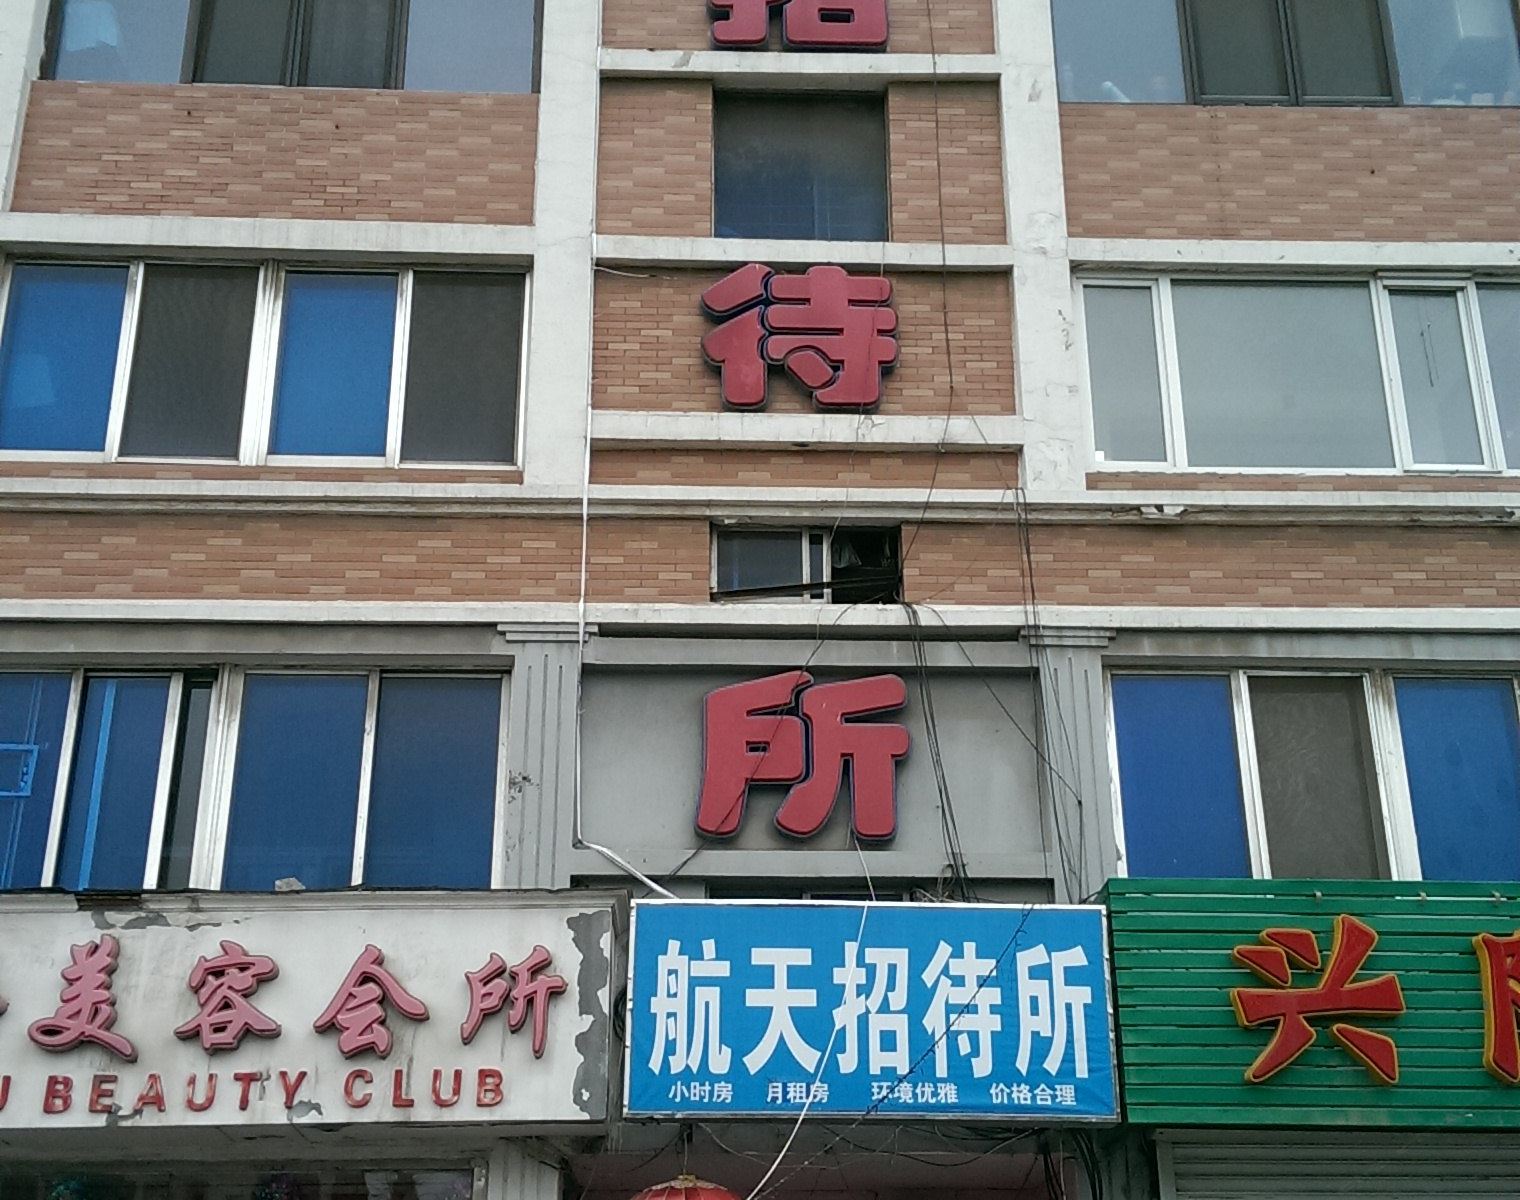 招
待
所
美容会所
BEAUTY CLUB
航天招待所
小时房 月租房 环境优雅 价格合理
兴